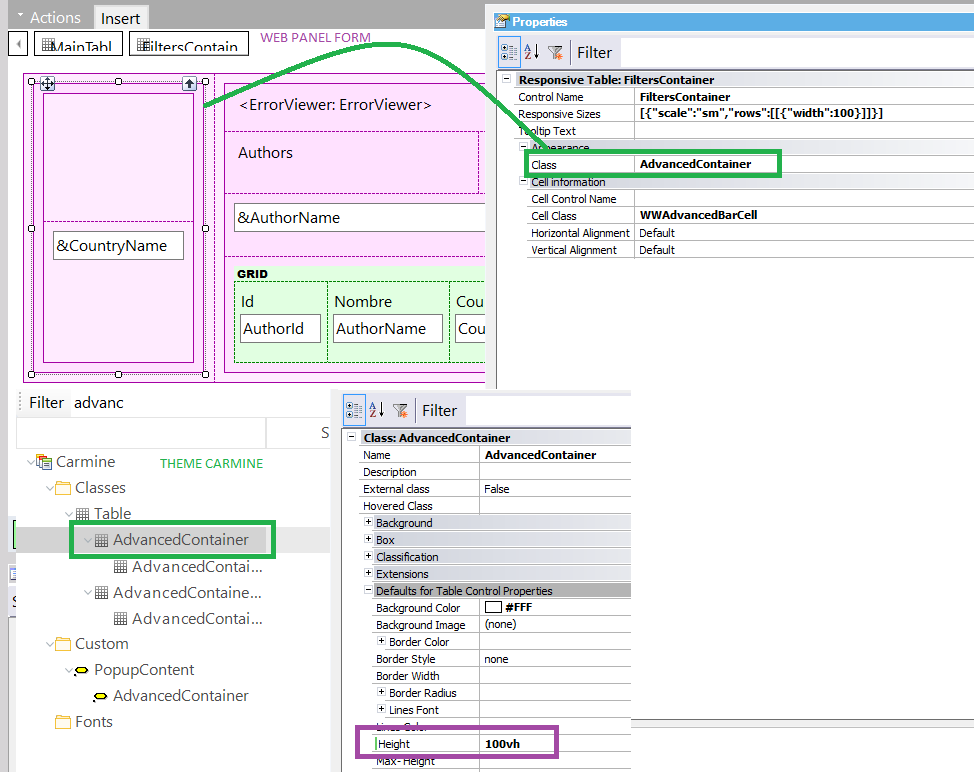 Actions Insert
MainTabl FiltersContain WEB PANEL FORM
<ErrorViewer: ErrorViewer>
Authors
&AuthorName
&CountryName
GRID
Id Nombre Cou
AuthorId AuthorName Cou
Properties
Filter
Responsive Table: FiltersContainer
Control Name FiltersContainer
Responsive Sizes [{"scale":"sm","rows":[[{"width":100}]]}]
Tooltip Text
Appearance
Class AdvancedContainer
Cell information
Cell Control Name
Cell Class WWAdvancedBarCell
Horizontal Alignment Default
Vertical Alignment Default
Filter advanc
S
Carmine THEME CARMINE
Classes
Table
AdvancedContainer
AdvancedContai...
AdvancedContaine...
AdvancedContai...
Custom
PopupContent
AdvancedContainer
Fonts
Filter
Class: AdvancedContainer
Name AdvancedContainer
Description
External class False
Hovered Class
Background
Box
Classification
Extensions
Defaults for Table Control Properties
Background Color #FFF
Background Image (none)
Border Color
Border Style none
Border Width
Border Radius
Lines Font
Lines Color
Height 100vh
Max- Height